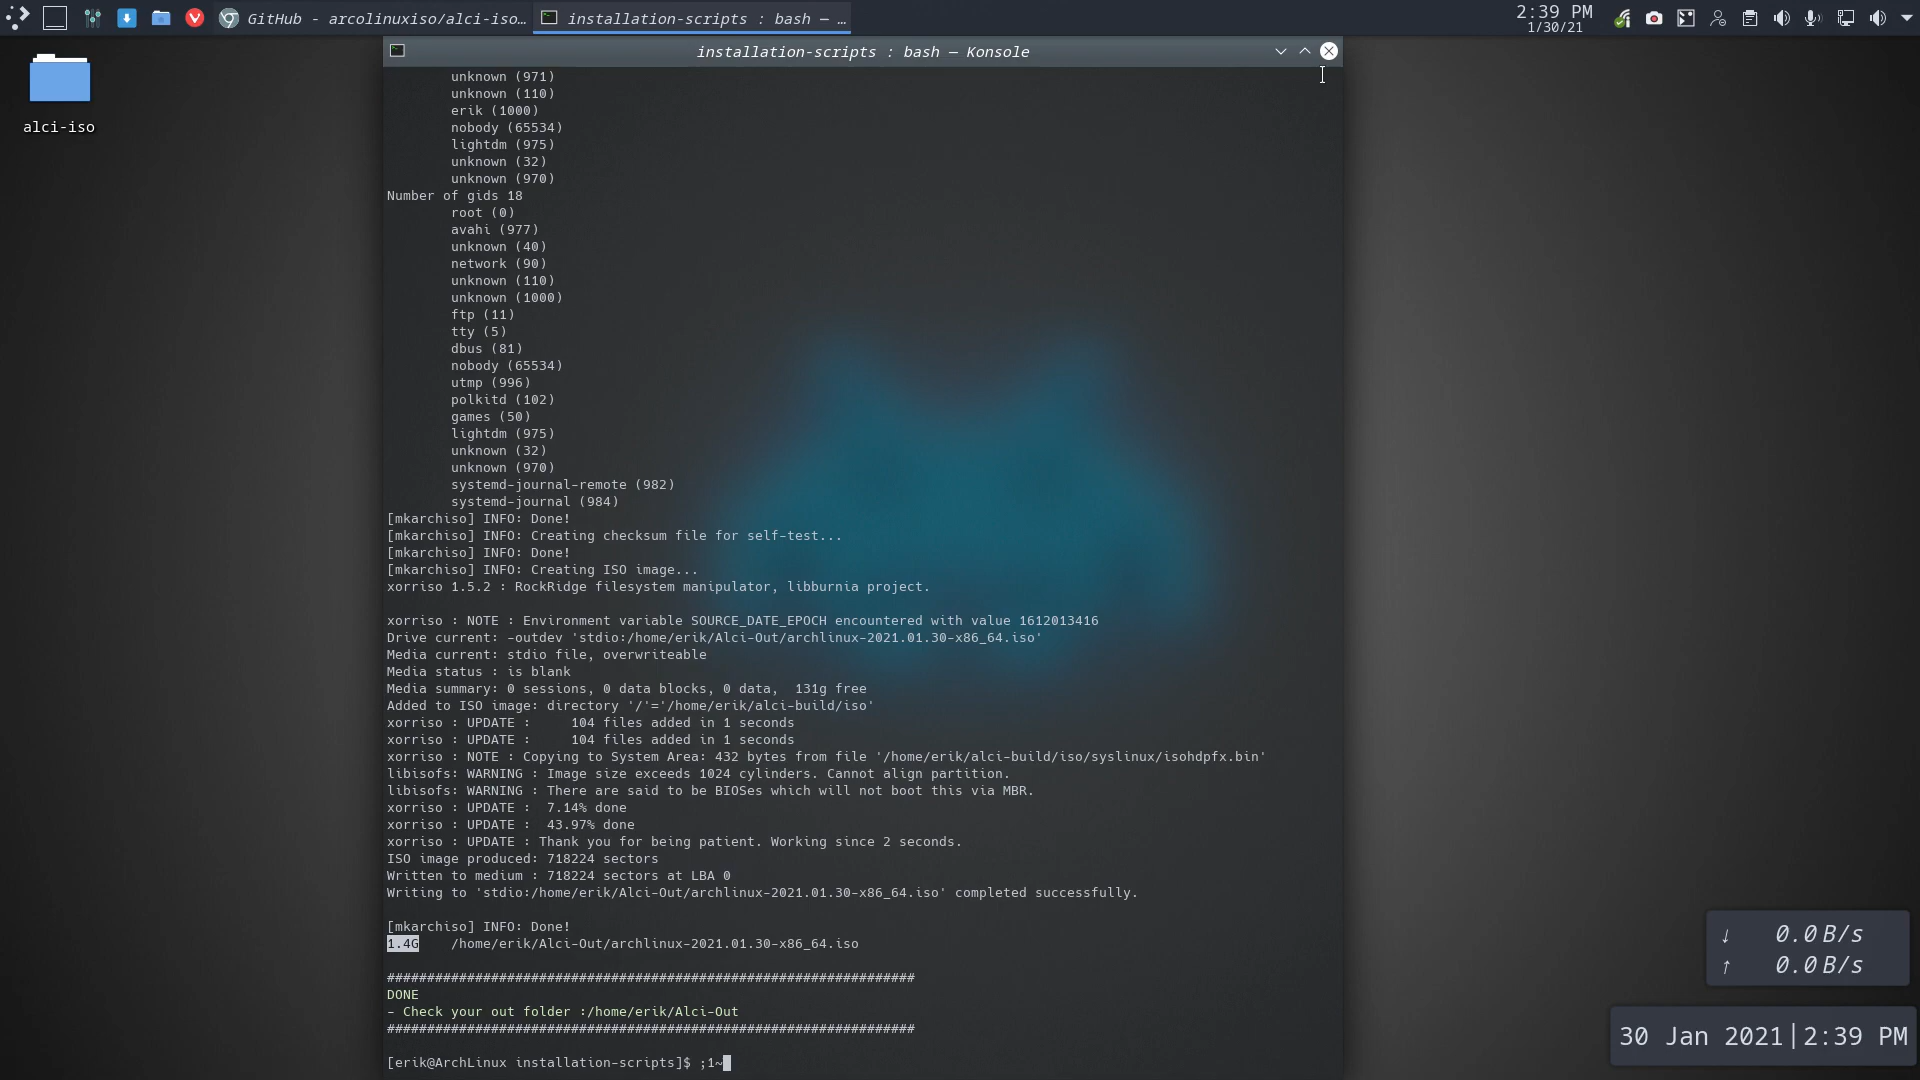 GitHub - arcolinuxiso/alci-iso...
installation-scripts : bash — ...
2:39 PM
1/30/21
installation-scripts : bash — Konsole
alci-iso
unknown (971)
unknown (110)
erik (1000)
nobody (65534)
lightdm (975)
unknown (32)
unknown (970)
Number of gids 18
root (0)
avahi (977)
unknown (40)
network (90)
unknown (110)
unknown (1000)
ftp (11)
tty (5)
dbus (81)
nobody (65534)
utmp (996)
polkitd (102)
games (50)
lightdm (975)
unknown (32)
unknown (970)
systemd-journal-remote (982)
systemd-journal (984)
[mkarchiso] INFO: Done!
[mkarchiso] INFO: Creating checksum file for self-test...
[mkarchiso] INFO: Done!
[mkarchiso] INFO: Creating ISO image...
xorriso 1.5.2 : RockRidge filesystem manipulator, libburnia project.
xorriso : NOTE : Environment variable SOURCE_DATE_EPOCH encountered with value 1612013416
Drive current: -outdev 'stdio:/home/erik/Alci-Out/archlinux-2021.01.30-x86_64.iso'
Media current: stdio file, overwriteable
Media status : is blank
Media summary: 0 sessions, 0 data blocks, 0 data,  131g free
Added to ISO image: directory '/'='/home/erik/alci-build/iso'
xorriso : UPDATE :     104 files added in 1 seconds
xorriso : UPDATE :     104 files added in 1 seconds
xorriso : NOTE : Copying to System Area: 432 bytes from file '/home/erik/alci-build/iso/syslinux/isohdpfx.bin'
libisofs: WARNING : Image size exceeds 1024 cylinders. Cannot align partition.
libisofs: WARNING : There are said to be BIOSes which will not boot this via MBR.
xorriso : UPDATE :  7.14% done
xorriso : UPDATE :  43.97% done
xorriso : UPDATE : Thank you for being patient. Working since 2 seconds.
ISO image produced: 718224 sectors
Written to medium : 718224 sectors at LBA 0
Writing to 'stdio:/home/erik/Alci-Out/archlinux-2021.01.30-x86_64.iso' completed successfully.
[mkarchiso] INFO: Done!
1.4G    /home/erik/Alci-Out/archlinux-2021.01.30-x86_64.iso
##################################################################
DONE
- Check your out folder :/home/erik/Alci-Out
##################################################################
[erik@ArchLinux installation-scripts]$ ;1~
↓ 0.0 B/s
↑ 0.0 B/s
30 Jan 2021|2:39 PM